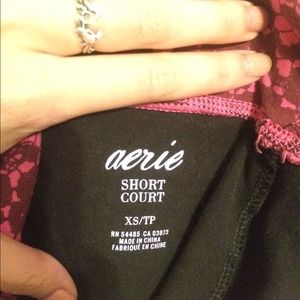 aerie
SHORT
COURT
XS/TP
RN 54485 CA 03873
MADE IN CHINA
FABRIQUÉ EN CHINE